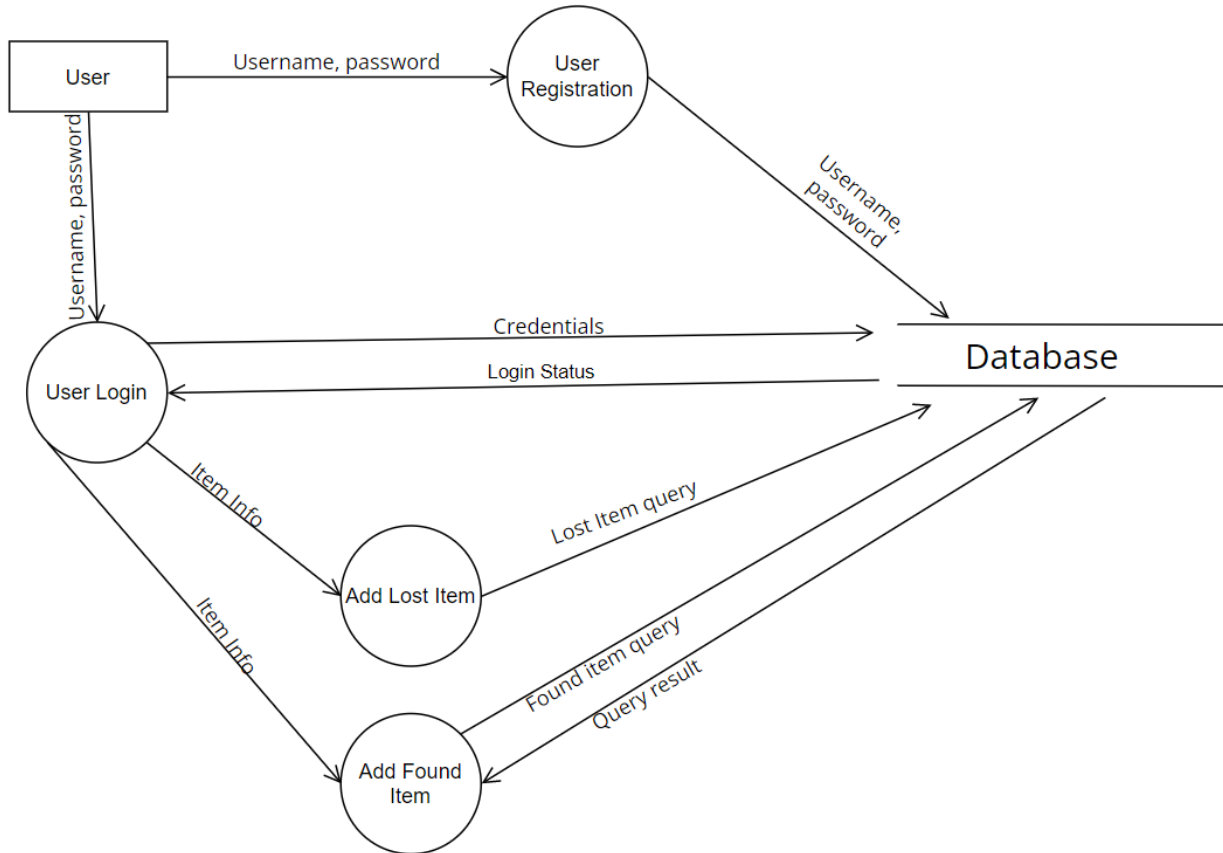 Username, password
User
User
Registration
Username, password
Username,
password
Credentials
Database
Login Status
User Login
Item Info
Lost Item query
Add Lost Item
Item Info
Found item query
Query result
Add Found
Item